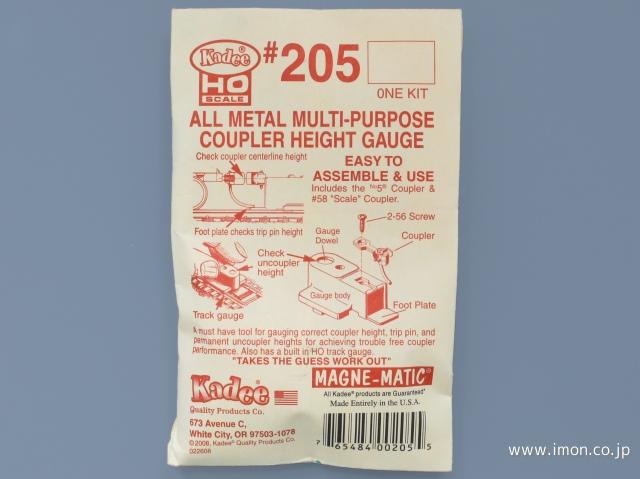 Kadee®
HO
SCALE
#205
ONE KIT
ALL METAL MULTI-PURPOSE
COUPLER HEIGHT GAUGE
Check coupler centerline height
EASY TO
ASSEMBLE & USE
Includes the No5® Coupler &
#58 "Scale" Coupler.
Foot plate checks trip pin height
2-56 Screw
Gauge
Dowel
Coupler
Check
uncoupler
height
Gauge body
Foot Plate
Track gauge
A must have tool for gauging correct coupler height, trip pin, and
permanent uncoupler heights for achieving trouble free coupler
performance. Also has a built in HO track gauge.
"TAKES THE GUESS WORK OUT"
Kadee®
Quality Products Co.
MAGNE-MATIC®
All Kadee® products are Guaranteed*
Made Entirely in the U.S.A.
673 Avenue C,
White City, OR 97503-1078
©2008, Kadee® Quality Products Co.
022608
7 65484 00205 5
www.imon.co.jp